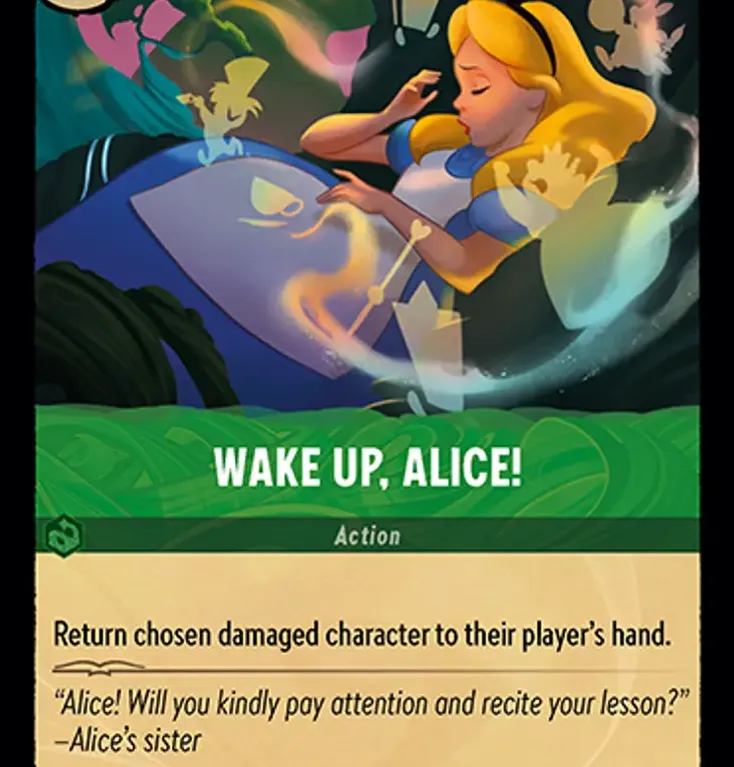 WAKE UP, ALICE!
Action
Return chosen damaged character to their player's hand.
“Alice! Will you kindly pay attention and recite your lesson?”
–Alice's sister